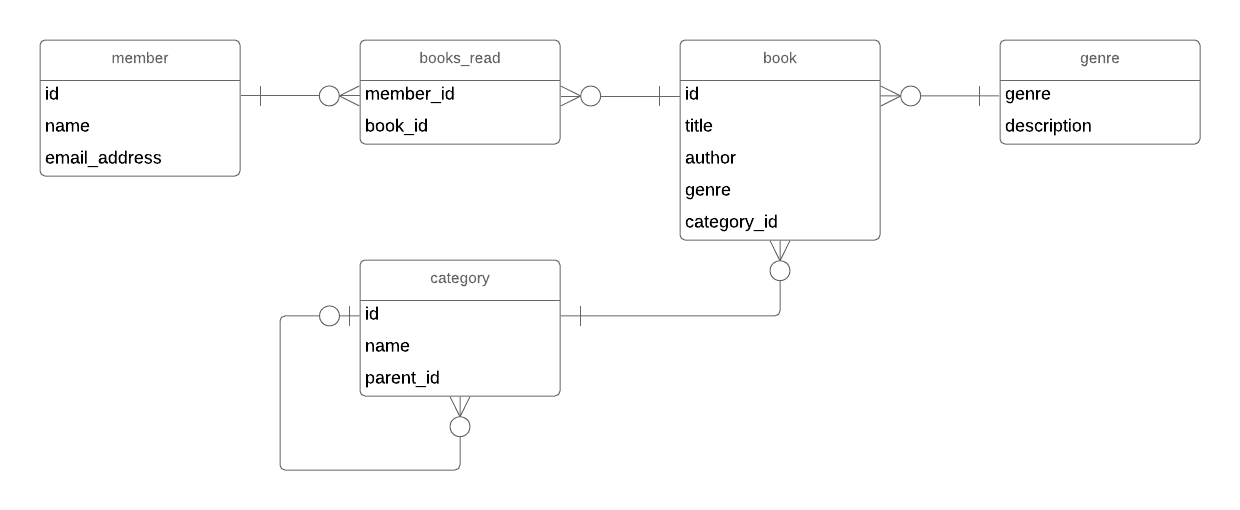 member
id
name
email_address
books_read
member_id
book_id
book
id
title
author
genre
category_id
genre
genre
description
category
id
name
parent_id